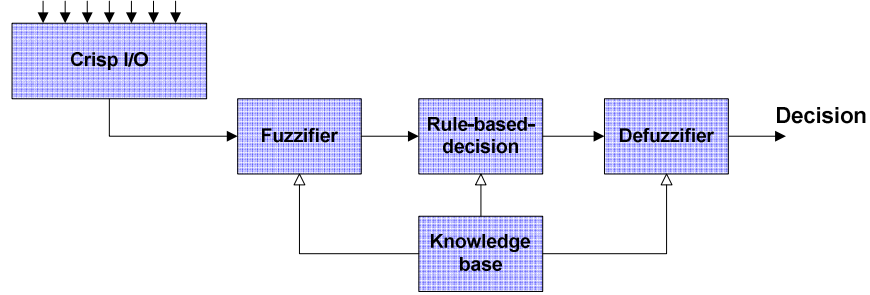 Crisp I/O
Fuzzifier
Rule-based-
decision
Defuzzifier
Decision
Knowledge
base